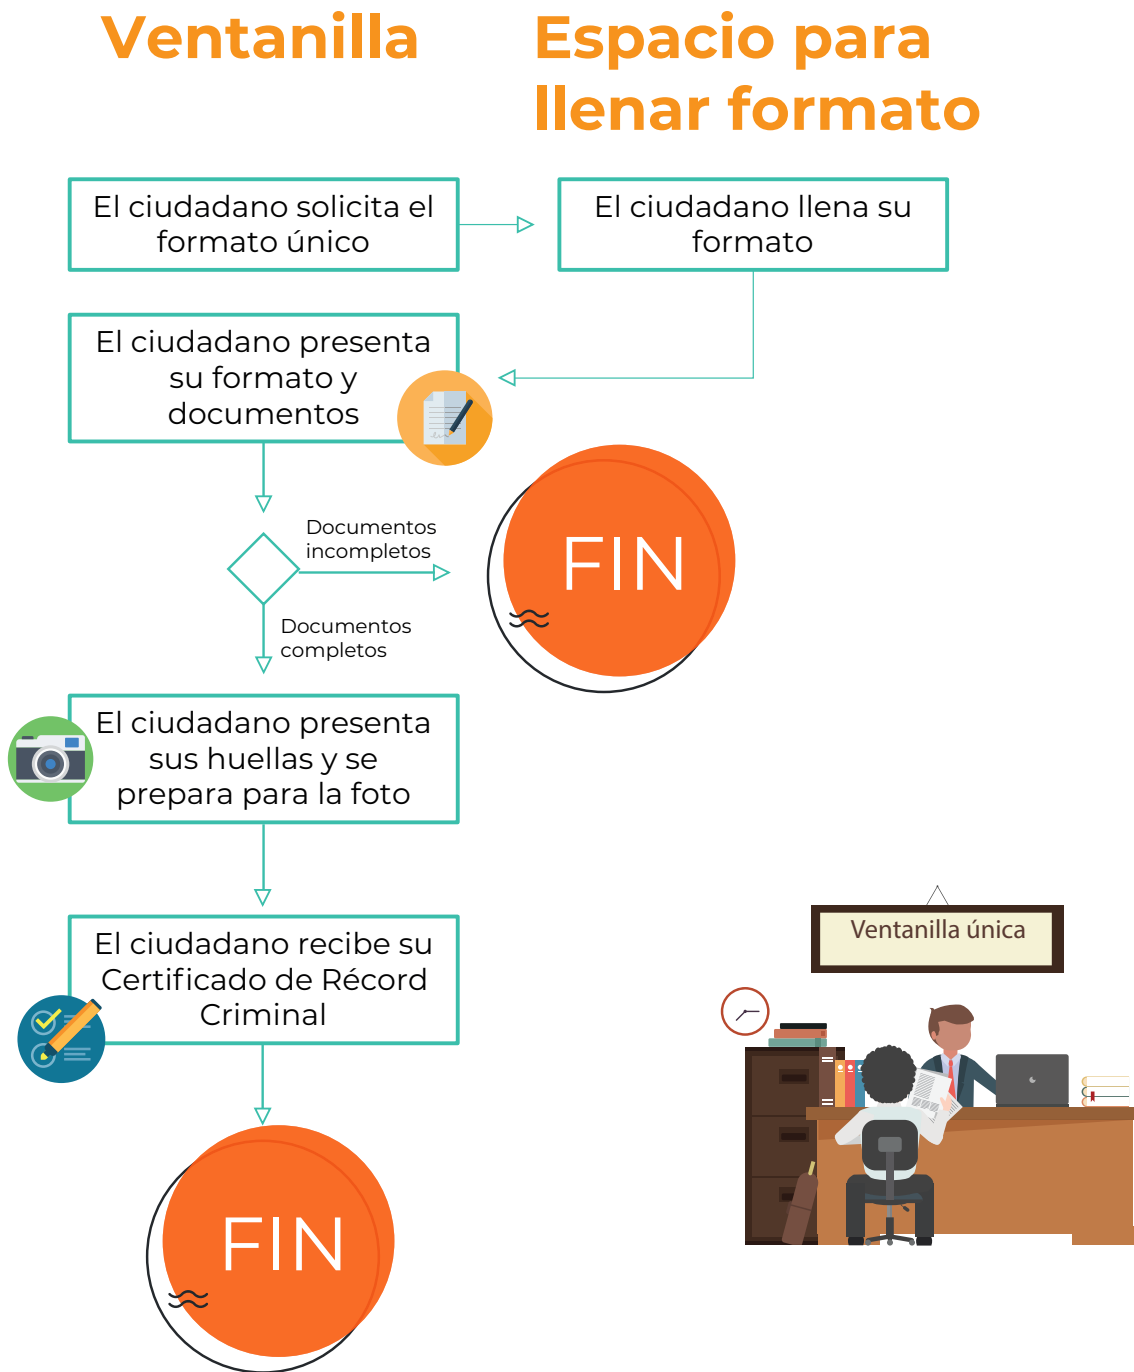 Ventanilla
Espacio para
llenar formato
El ciudadano solicita el
formato único
El ciudadano llena su
formato
El ciudadano presenta
su formato y
documentos
Documentos
incompletos
FIN
Documentos
completos
El ciudadano presenta
sus huellas y se
prepara para la foto
El ciudadano recibe su
Certificado de Récord
Criminal
Ventanilla única
FIN